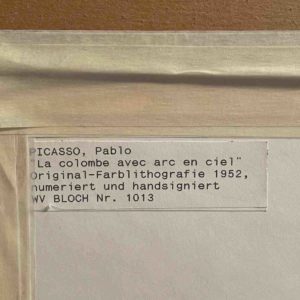 PICASSO, Pablo
"La colombe avec arc en ciel"
Original-Farblithografie 1952,
numeriert und handsigniert
WV BLOCH Nr. 1013